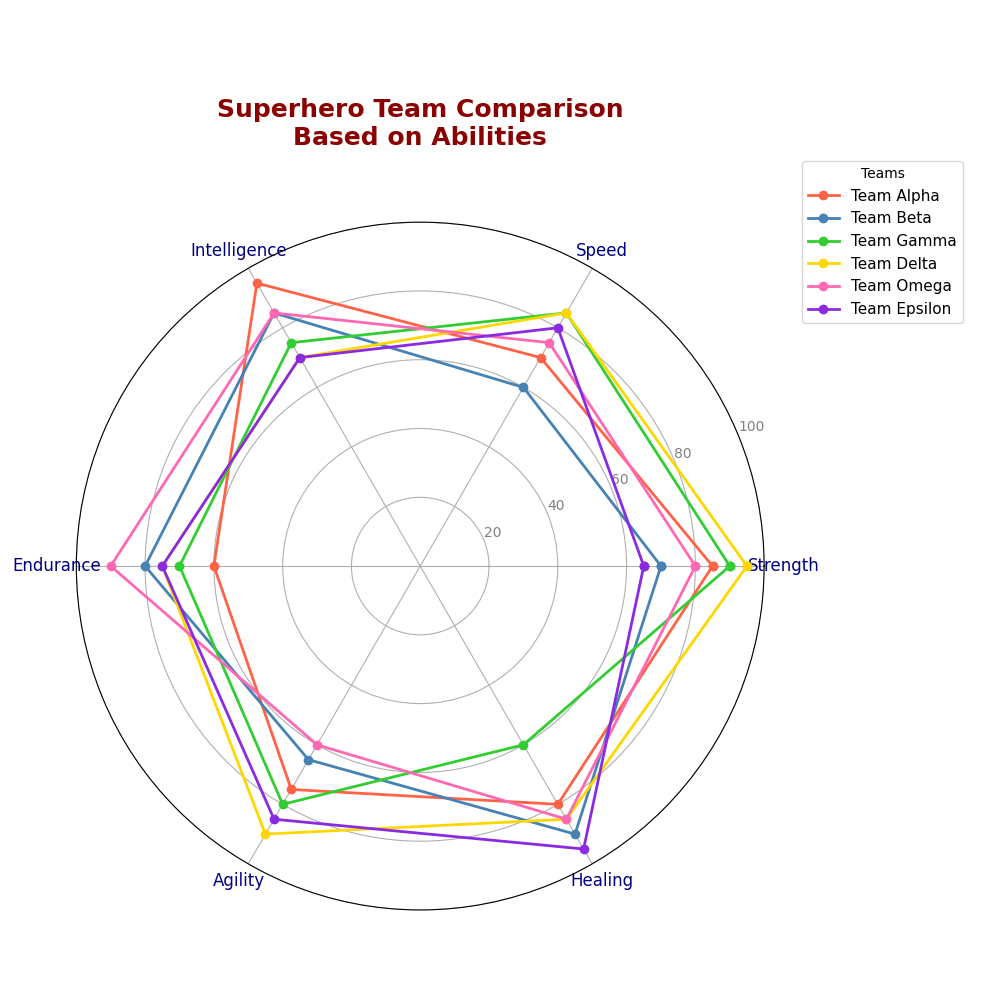 Superhero Team Comparison
Based on Abilities
Teams
Team Alpha
Team Beta
Team Gamma
Team Delta
Team Omega
Team Epsilon
Intelligence
Speed
100
80
60
40
20
Endurance
Strength
Agility
Healing